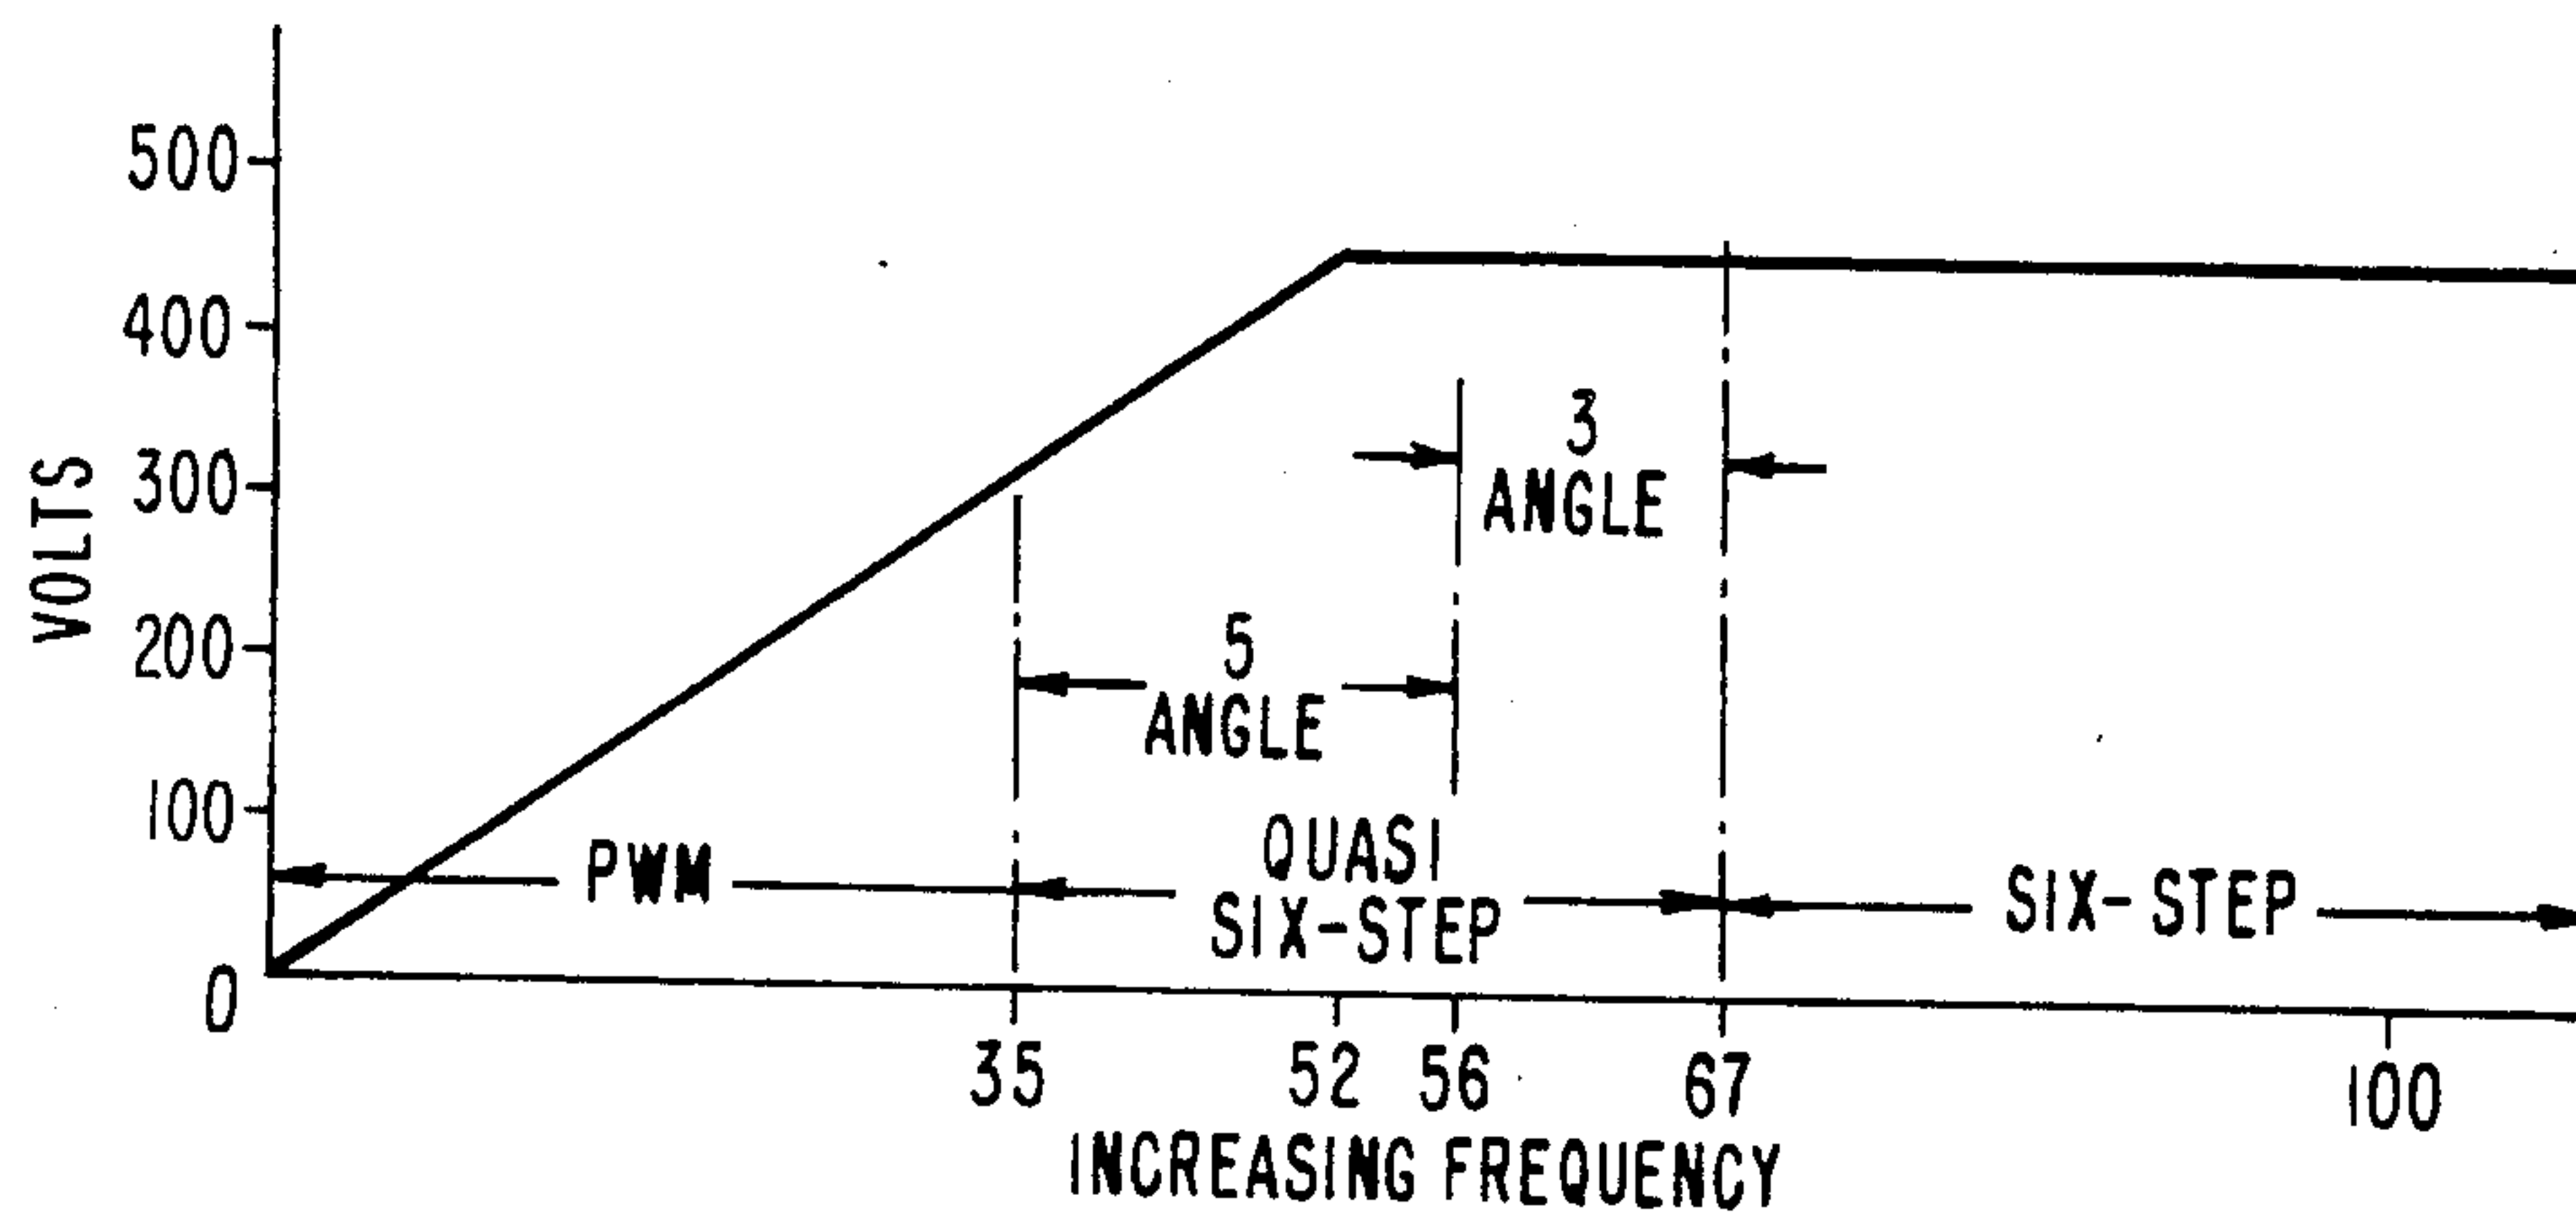 500
400
300
200
100
0
VOLTS
3
ANGLE
5
ANGLE
PWM
QUASI
SIX-STEP
SIX-STEP
35
52
56
67
100
INCREASING FREQUENCY